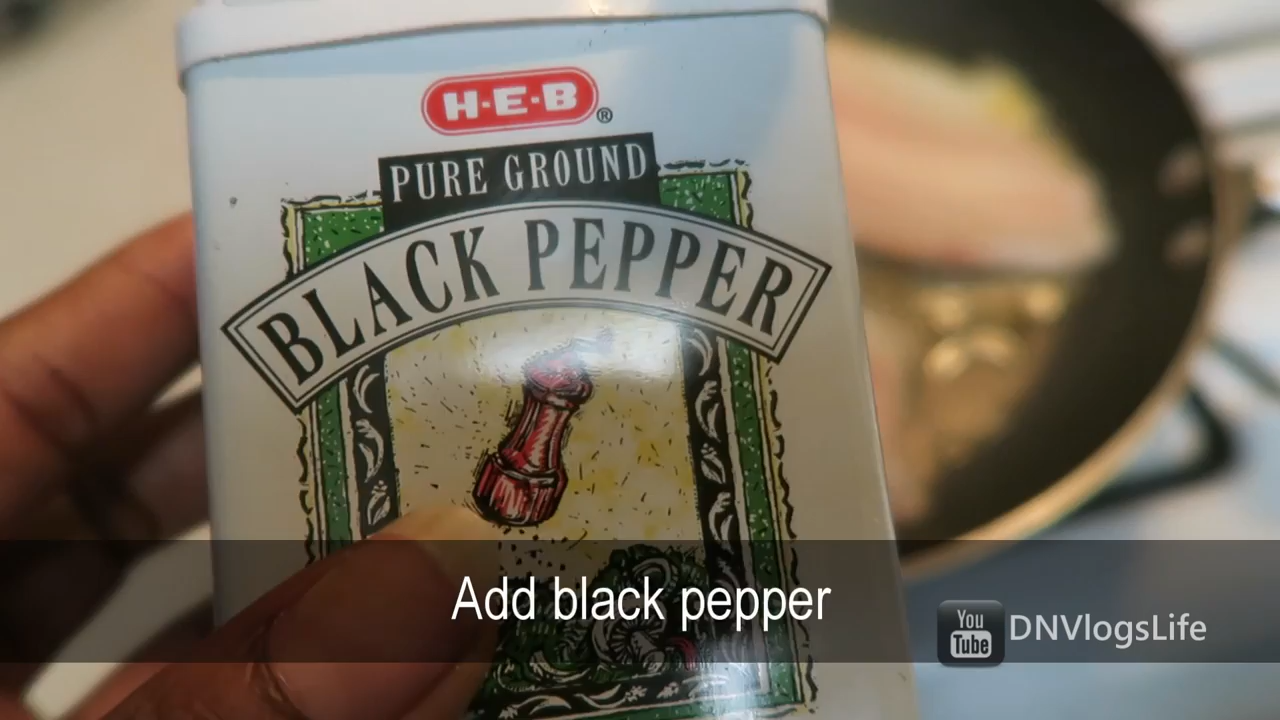 H·E·B®
PURE GROUND
BLACK PEPPER
Add black pepper
You
Tube
DNVlogsLife